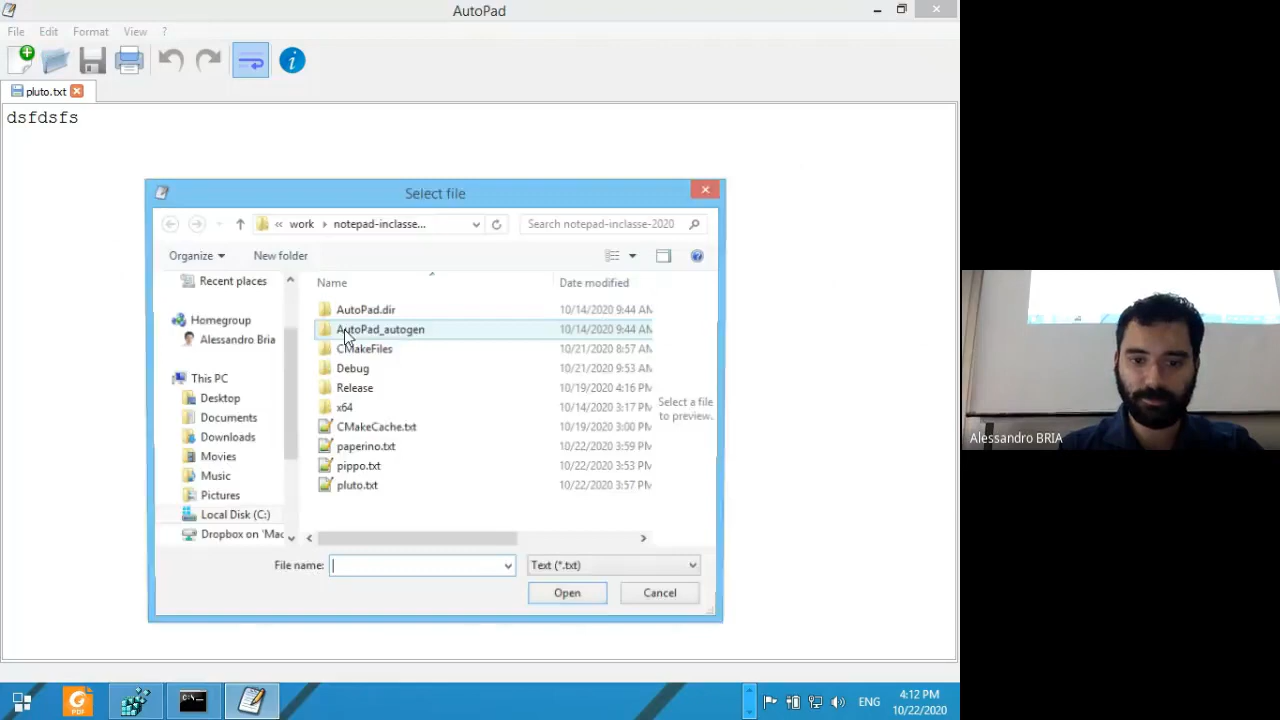 AutoPad
File Edit Format View ?
pluto.txt
dsfdsfs
Select file
« work notepad-inclasse...
Search notepad-inclasse-2020
Organize New folder
Recent places
Homegroup
Alessandro Bria
This PC
Desktop
Documents
Downloads
Movies
Music
Pictures
Local Disk (C:)
Dropbox on 'Mac
Name Date modified
AutoPad.dir 10/14/2020 9:44 AM
AutoPad_autogen 10/14/2020 9:44 AM
CMakeFiles 10/21/2020 8:57 AM
Debug 10/21/2020 9:53 AM
Release 10/19/2020 4:16 PM
x64 10/14/2020 3:17 PM
CMakeCache.txt 10/19/2020 3:00 PM
paperino.txt 10/22/2020 3:59 PM
pippo.txt 10/22/2020 3:53 PM
pluto.txt 10/22/2020 3:57 PM
Select a file
to preview.
File name:
Text (*.txt)
Open Cancel
Alessandro BRIA
PDF
C:\
ENG
4:12 PM
10/22/2020